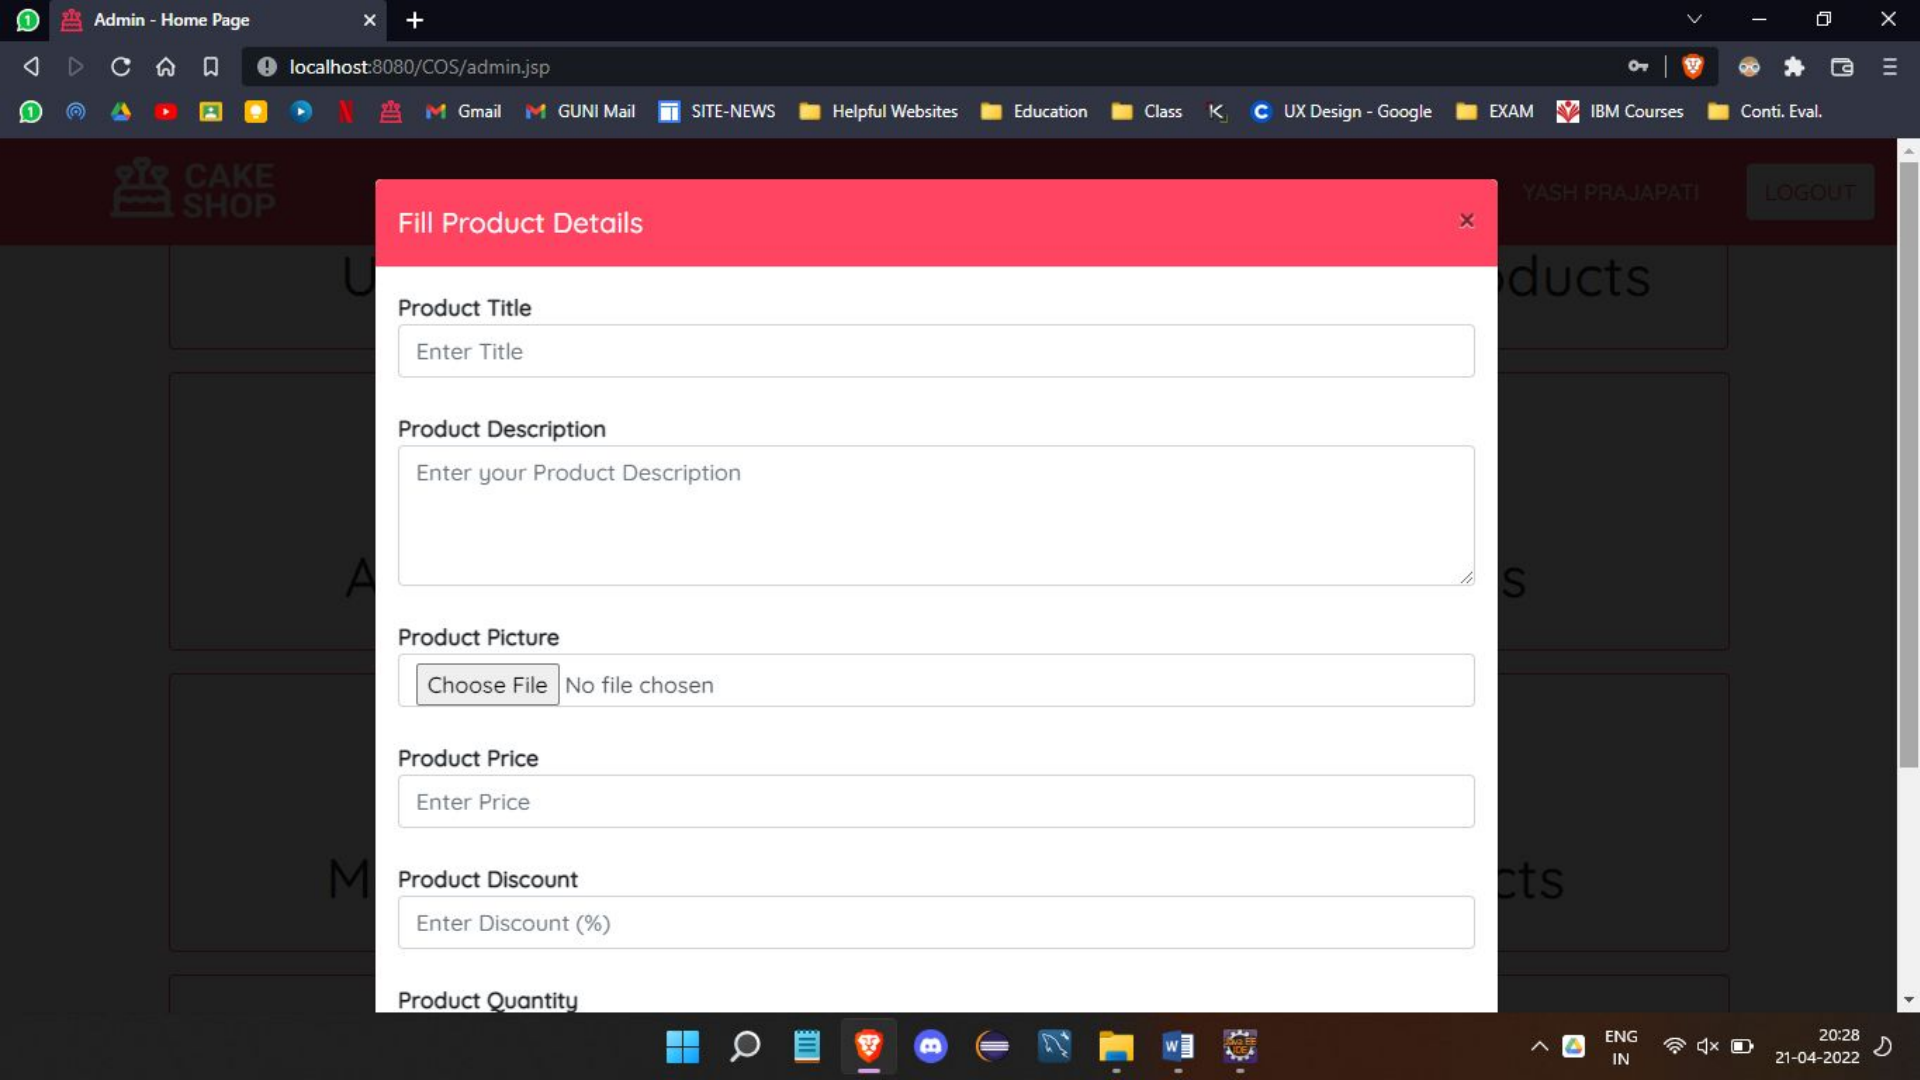 Admin - Home Page
localhost:8080/COS/admin.jsp
Gmail
GUNI Mail
SITE-NEWS
Helpful Websites
Education
Class
UX Design - Google
EXAM
IBM Courses
Conti. Eval.
CAKE
SHOP
YASH PRAJAPATI
LOGOUT
Fill Product Details
U
oducts
Product Title
Enter Title
Product Description
Enter your Product Description
A
s
Product Picture
Choose File No file chosen
Product Price
Enter Price
M
cts
Product Discount
Enter Discount (%)
Product Quantity
ENG
IN
20:28
21-04-2022